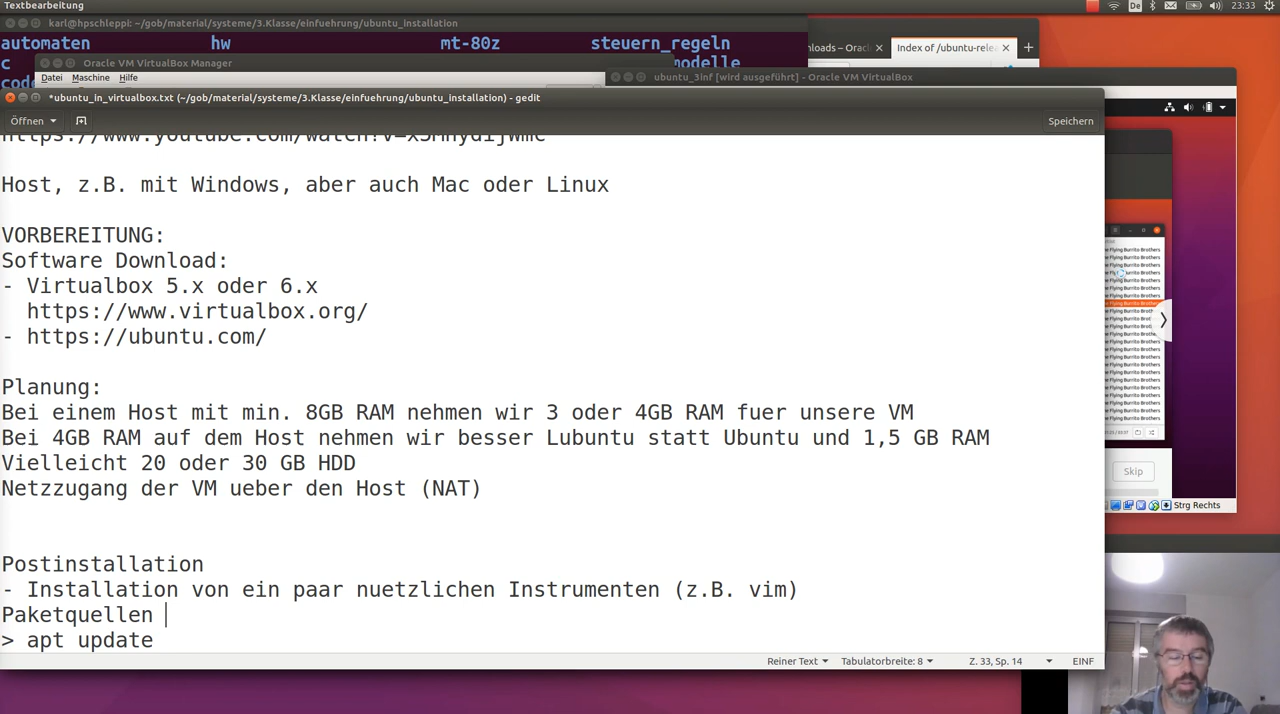 Textbearbeitung
De
23:33
karl@hpschleppi: ~/gob/material/systeme/3.Klasse/einfuehrung/ubuntu_installation
automaten hw mt-80z steuern_regeln
c
modelle
Oracle VM VirtualBox Manager
Datei Maschine Hilfe
nloads – Oracl
Index of /ubuntu-rele
ubuntu_3inf [wird ausgeführt] - Oracle VM VirtualBox
*ubuntu_in_virtualbox.txt (~/gob/material/systeme/3.Klasse/einfuehrung/ubuntu_installation) - gedit
Öffnen
Speichern
Host, z.B. mit Windows, aber auch Mac oder Linux
VORBEREITUNG:
Software Download:
- Virtualbox 5.x oder 6.x
https://www.virtualbox.org/
- https://ubuntu.com/
Planung:
Bei einem Host mit min. 8GB RAM nehmen wir 3 oder 4GB RAM fuer unsere VM
Bei 4GB RAM auf dem Host nehmen wir besser Lubuntu statt Ubuntu und 1,5 GB RAM
Vielleicht 20 oder 30 GB HDD
Netzzugang der VM ueber den Host (NAT)
Postinstallation
- Installation von ein paar nuetzlichen Instrumenten (z.B. vim)
Paketquellen
> apt update
Reiner Text
Tabulatorbreite: 8
Z. 33, Sp. 14
EINF
Skip
Strg Rechts